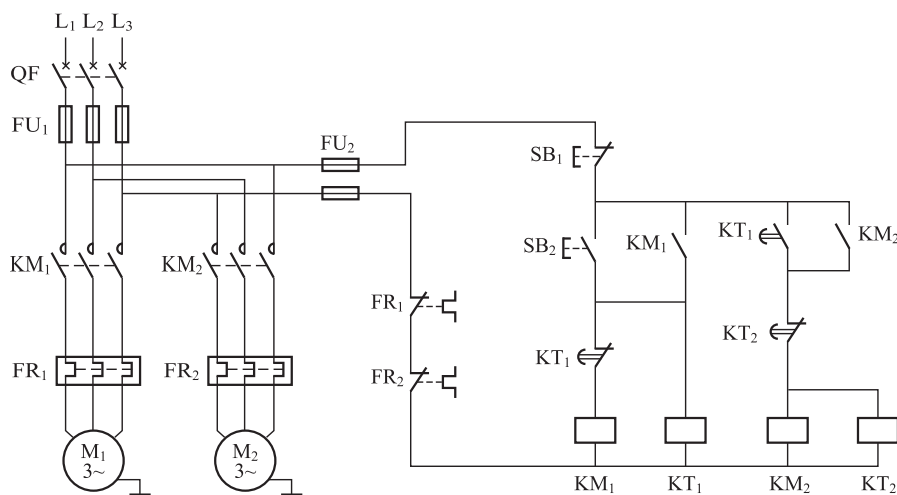 L₁ L₂ L₃
QF
FU₁
FU₂
SB₁
SB₂
KM₁
KT₁
KM₂
KM₁
KM₂
FR₁
KT₁
KT₂
FR₁
FR₂
FR₂
M₁
3~
M₂
3~
KM₁
KT₁
KM₂
KT₂